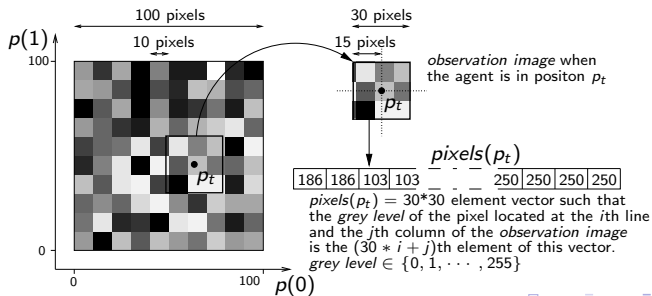 100 pixels
30 pixels
p(1)
10 pixels
15 pixels
100
observation image when
the agent is in positon p_t
p_t
p_t
pixels(p_t)
186 186 103 103 250 250 250 250
pixels(p_t) = 30*30 element vector such that
the grey level of the pixel located at the ith line
and the jth column of the observation image
is the (30 ∗ i + j)th element of this vector.
grey level ∈ {0, 1, · · · , 255}
0
0
100
p(0)